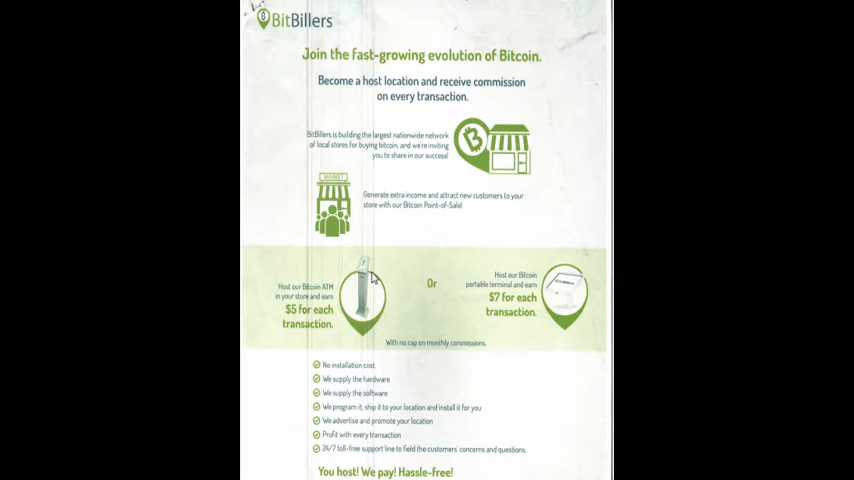 BitBillers
Join the fast-growing evolution of Bitcoin.
Become a host location and receive commission
on every transaction.
BitBillers is building the largest nationwide network
of local stores for buying bitcoin, and we're inviting
you to share in our success!
MARKET
Generate extra income and attract new customers to your
store with our Bitcoin Point-of-Sale!
Host our Bitcoin ATM
in your store and earn
$5 for each
transaction.
Or
Host our Bitcoin
portable terminal and earn
$7 for each
transaction.
With no cap on monthly commissions.
No installation cost.
We supply the hardware
We supply the software
We program it, ship it to your location and install it for you
We advertise and promote your location
Profit with every transaction
24/7 toll-free support line to field the customers' concerns and questions.
You host! We pay! Hassle-free!